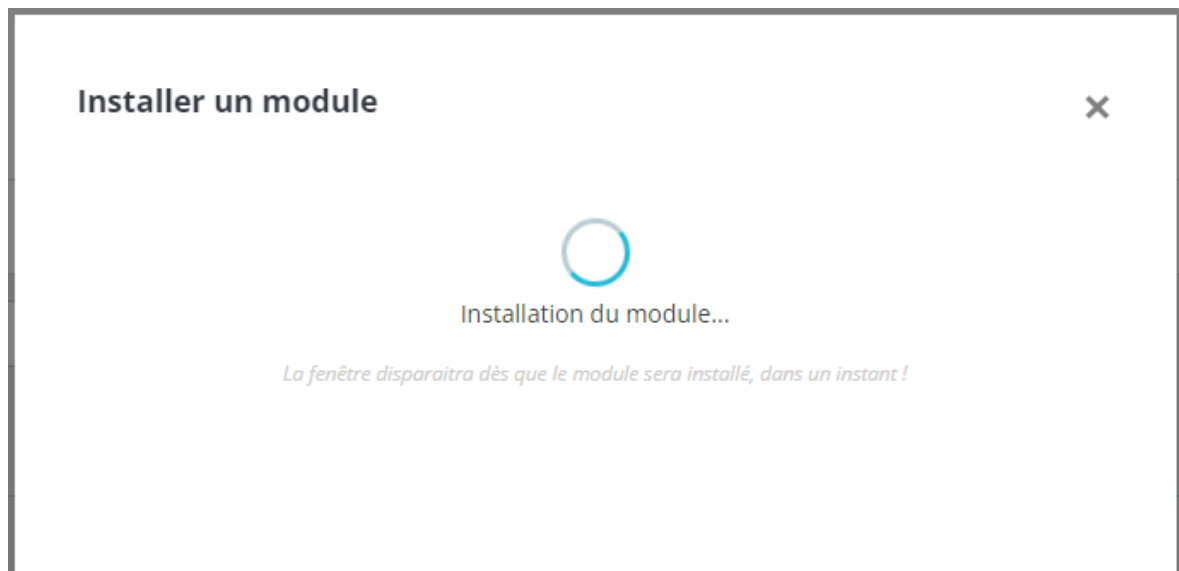 Installer un module
Installation du module...
La fenêtre disparaitra dès que le module sera installé, dans un instant !